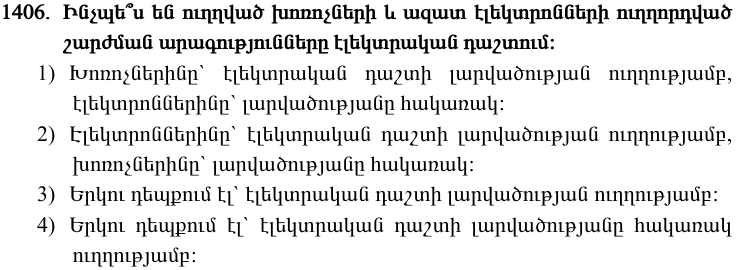 1406. Ինչպե՞ս են ուղղված խոռոչների և ազատ էլեկտրոնների ուղղորդված
շարժման արագությունները էլեկտրական դաշտում:
1) Խոռոչներինը՝ էլեկտրական դաշտի լարվածության ուղղությամբ,
էլեկտրոններինը՝ լարվածությանը հակառակ:
2) Էլեկտրոններինը՝ էլեկտրական դաշտի լարվածության ուղղությամբ,
խոռոչներինը՝ լարվածությանը հակառակ:
3) Երկու դեպքում էլ՝ էլեկտրական դաշտի լարվածության ուղղությամբ:
4) Երկու դեպքում էլ՝ էլեկտրական դաշտի լարվածությանը հակառակ
ուղղությամբ: